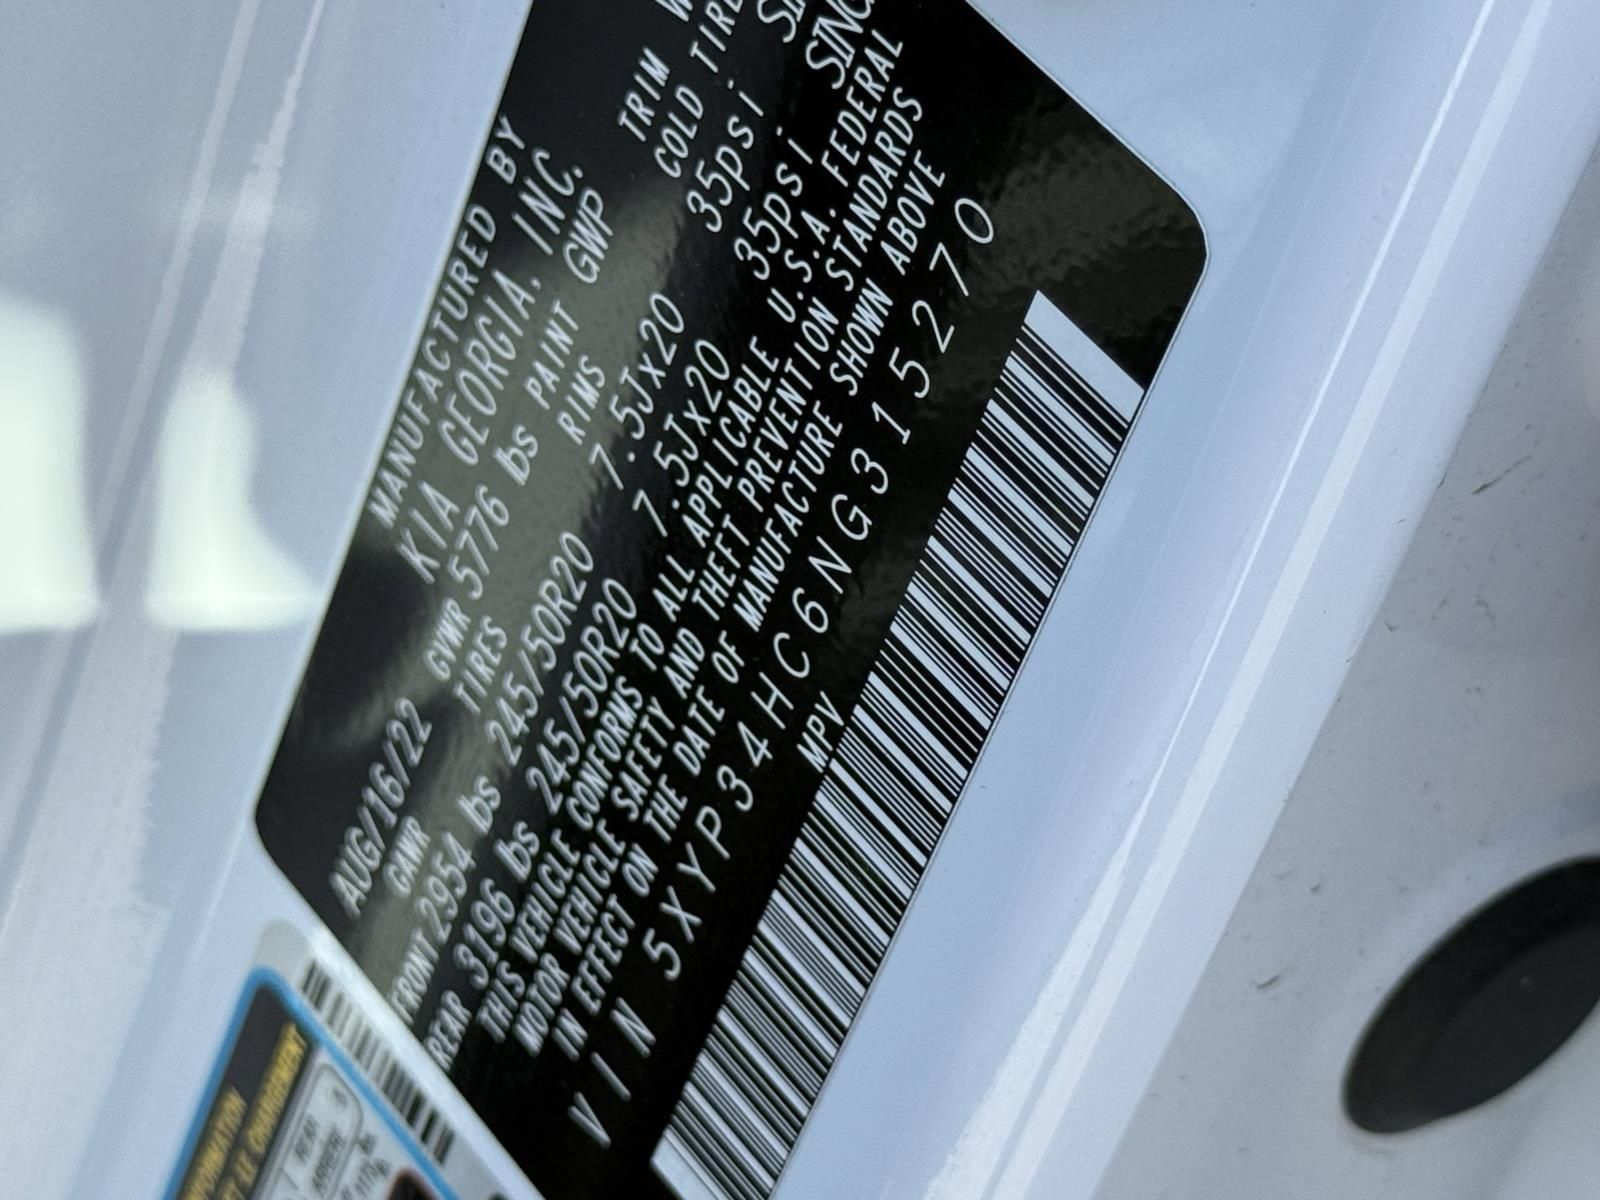 MANUFACTURED BY
KIA GEORGIA, INC.
AUG/16/22 GVWR 5776 lbs PAINT GWP TRIM
GAWR TIRES RIMS COLD TIRE
FRONT 2954 lbs 245/50R20 7.5Jx20 35psi
REAR 3196 lbs 245/50R20 7.5Jx20 35psi SING
THIS VEHICLE CONFORMS TO ALL APPLICABLE U.S.A. FEDERAL
MOTOR VEHICLE SAFETY AND THEFT PREVENTION STANDARDS
IN EFFECT ON THE DATE OF MANUFACTURE SHOWN ABOVE
VIN 5XYP34HC6NG315270
MPV